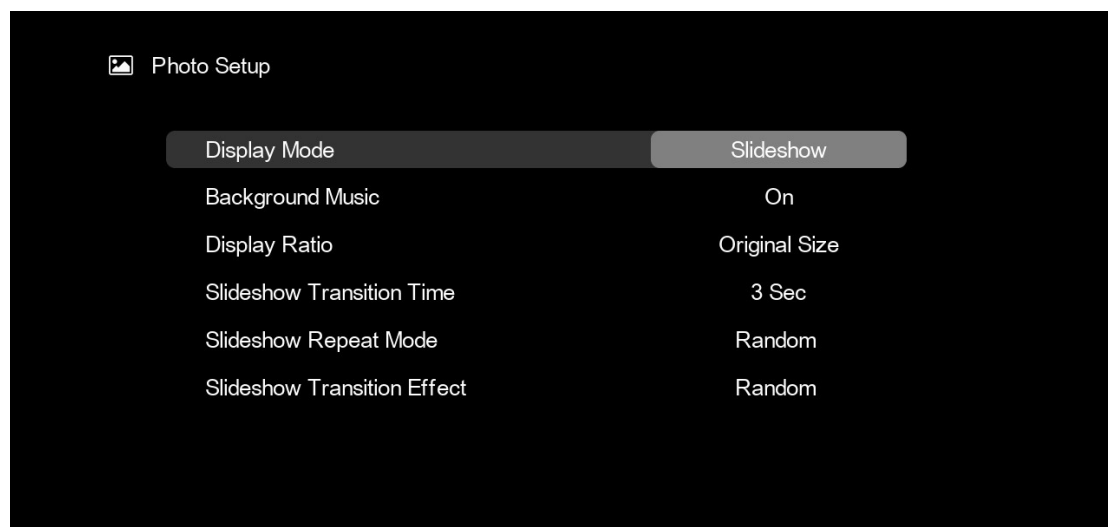 Photo Setup
Display Mode Slideshow
Background Music On
Display Ratio Original Size
Slideshow Transition Time 3 Sec
Slideshow Repeat Mode Random
Slideshow Transition Effect Random